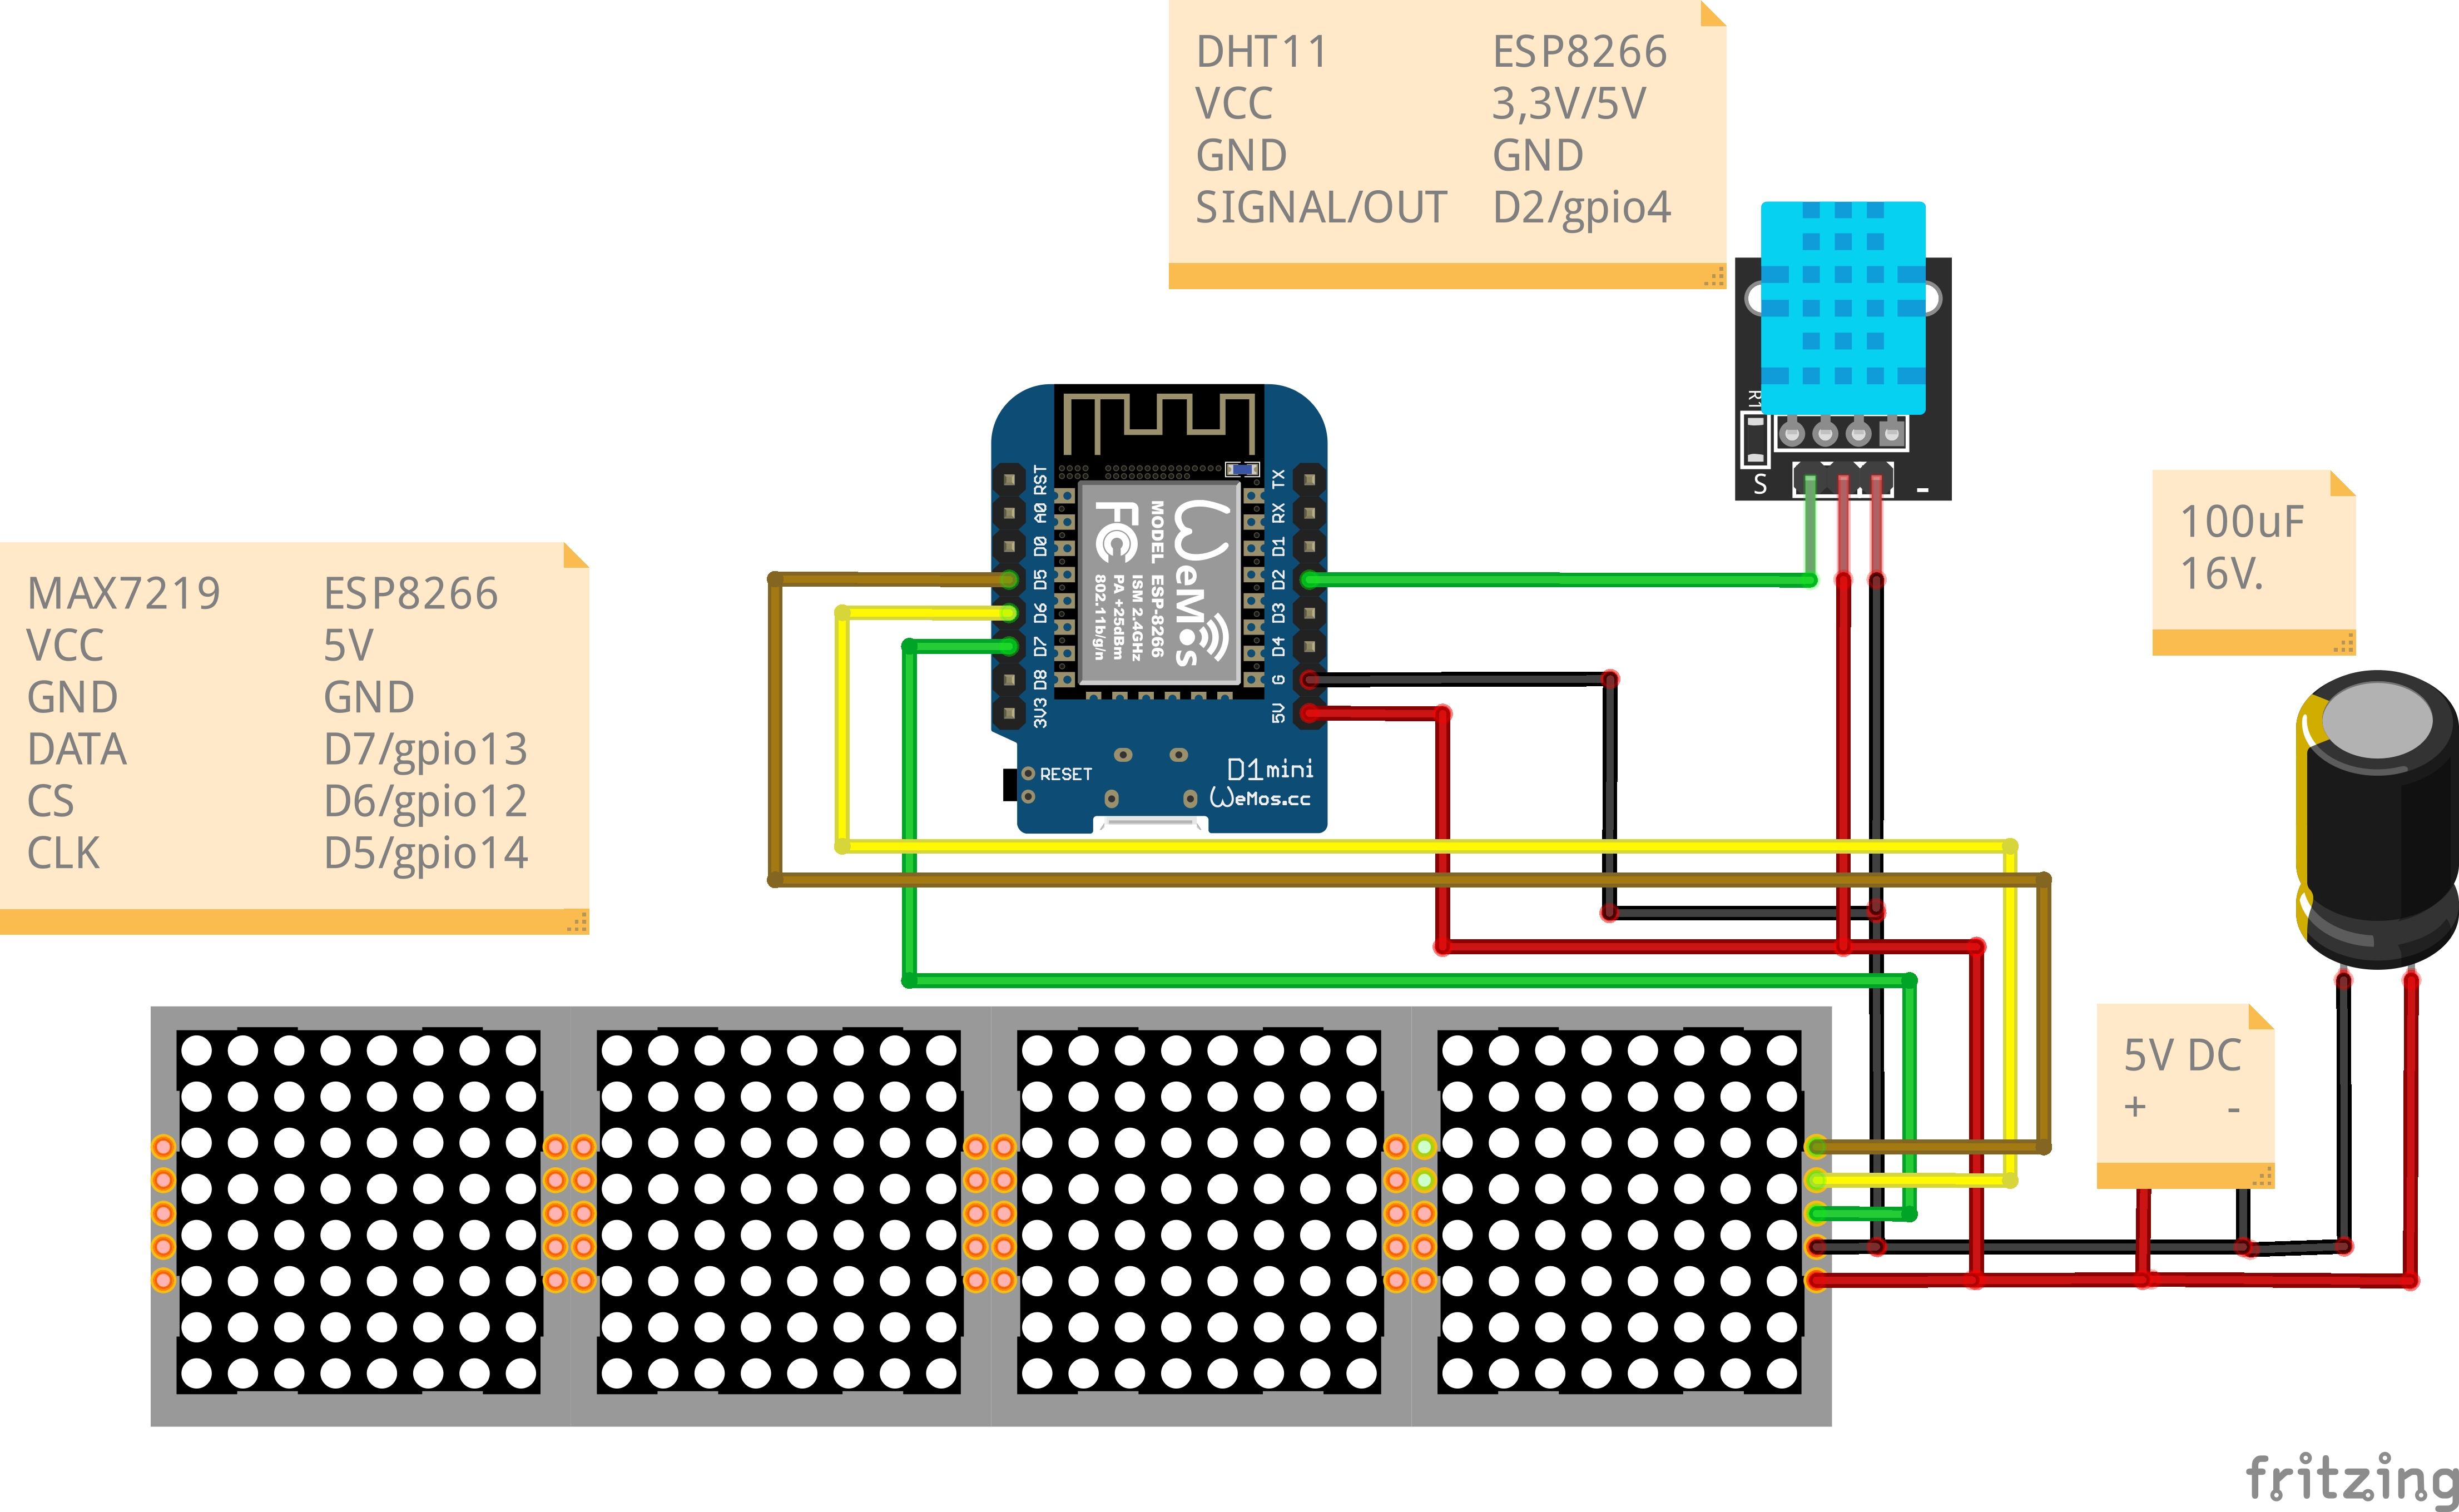 DHT11 ESP8266
VCC 3,3V/5V
GND GND
SIGNAL/OUT D2/gpio4
R1
S -
100uF
16V.
MAX7219 ESP8266
VCC 5V
GND GND
DATA D7/gpio13
CS D6/gpio12
CLK D5/gpio14
RST
A0
D0
D5
D6
D7
D8
3V3
TX
RX
D1
D2
D3
D4
G
5V
WeMos
FC
MODEL ESP-8266
ISM 2.4GHz
PA +25dBm
802.11b/g/n
RESET
D1mini
WeMos.cc
5V DC
+ -
fritzing